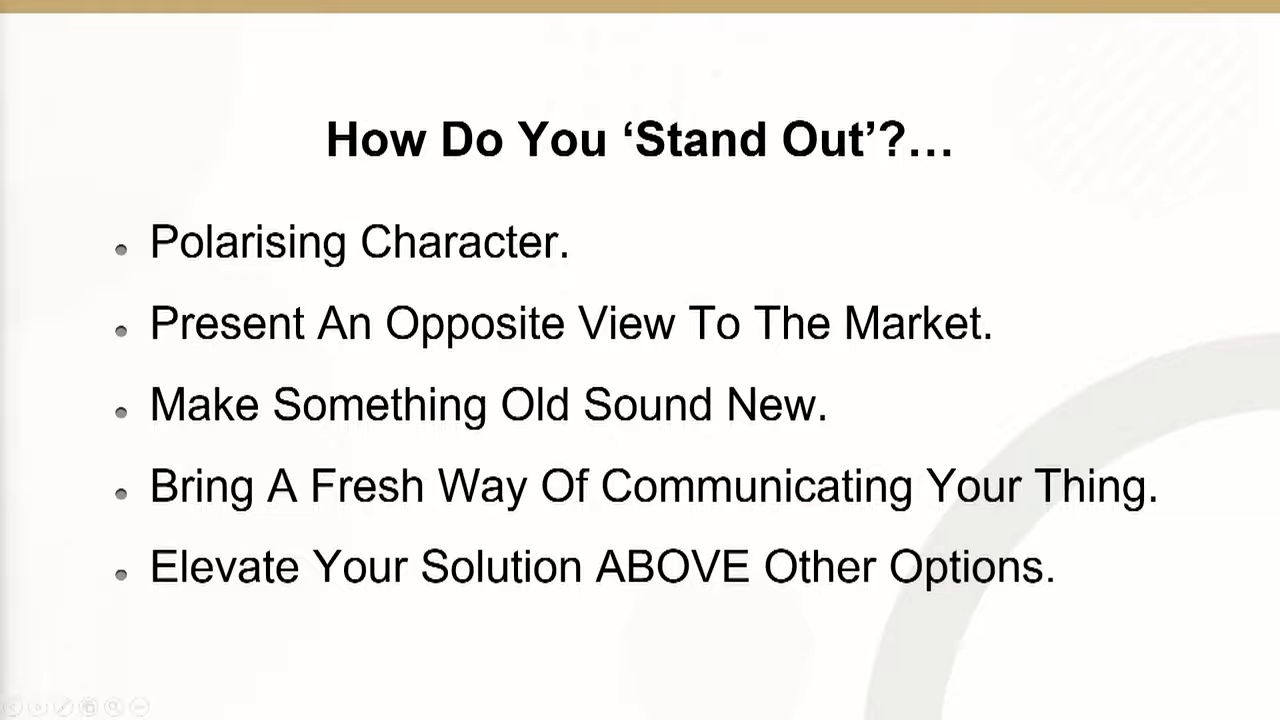 How Do You ‘Stand Out’?...
Polarising Character.
Present An Opposite View To The Market.
Make Something Old Sound New.
Bring A Fresh Way Of Communicating Your Thing.
Elevate Your Solution ABOVE Other Options.